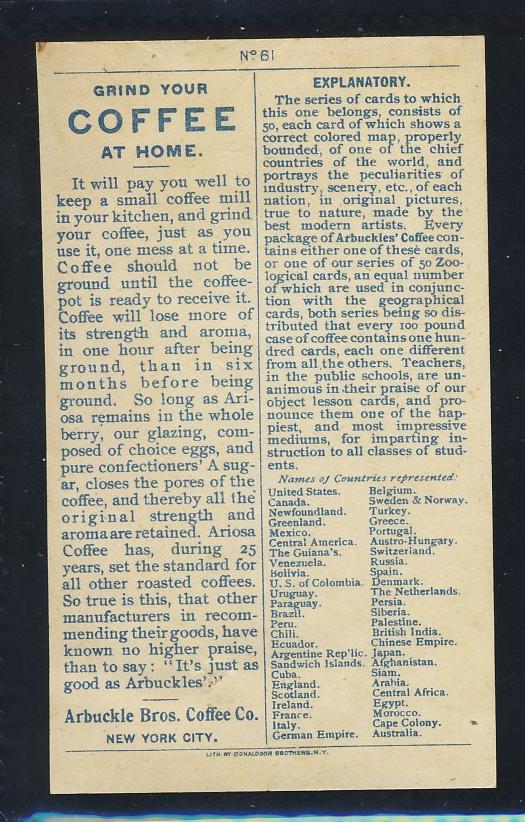 No. 61
GRIND YOUR
COFFEE
AT HOME.
It will pay you well to
keep a small coffee mill
in your kitchen, and grind
your coffee, just as you
use it, one mess at a time.
Coffee should not be
ground until the coffee-
pot is ready to receive it.
Coffee will lose more of
its strength and aroma,
in one hour after being
ground, than in six
months before being
ground. So long as Ari-
osa remains in the whole
berry, our glazing, com-
posed of choice eggs, and
pure confectioners' A sug-
ar, closes the pores of the
coffee, and thereby all the
original strength and
aroma are retained. Ariosa
Coffee has, during 25
years, set the standard for
all other roasted coffees.
So true is this, that other
manufacturers in recom-
mending their goods, have
known no higher praise,
than to say: "It's just as
good as Arbuckles'."
Arbuckle Bros. Coffee Co.
NEW YORK CITY.
EXPLANATORY.
The series of cards to which
this one belongs, consists of
50, each card of which shows a
correct colored map, properly
bounded, of one of the chief
countries of the world, and
portrays the peculiarities of
industry, scenery, etc., of each
nation, in original pictures,
true to nature, made by the
best modern artists. Every
package of Arbuckles' Coffee con-
tains either one of these cards,
or one of our series of 50 Zoo-
logical cards, an equal number
of which are used in conjunc-
tion with the geographical
cards, both series being so dis-
tributed that every 100 pound
case of coffee contains one hun-
dred cards, each one different
from all the others. Teachers,
in the public schools, are un-
animous in their praise of our
object lesson cards, and pro-
nounce them one of the hap-
piest, and most impressive
mediums, for imparting in-
struction to all classes of stud-
ents.
Names of Countries represented:
United States.
Canada.
Newfoundland.
Greenland.
Mexico.
Central America.
The Guiana's.
Venezuela.
Bolivia.
U. S. of Colombia.
Uruguay.
Paraguay.
Brazil.
Peru.
Chili.
Ecuador.
Argentine Rep'lic.
Sandwich Islands.
Cuba.
England.
Scotland.
Ireland.
France.
Italy.
German Empire.
Belgium.
Sweden & Norway.
Turkey.
Greece.
Portugal.
Austro-Hungary.
Switzerland.
Russia.
Spain.
Denmark.
The Netherlands.
Persia.
Siberia.
Palestine.
British India.
Chinese Empire.
Japan.
Afghanistan.
Siam.
Arabia.
Central Africa.
Egypt.
Morocco.
Cape Colony.
Australia.
LITH. BY DONALDSON BROTHERS. N.Y.